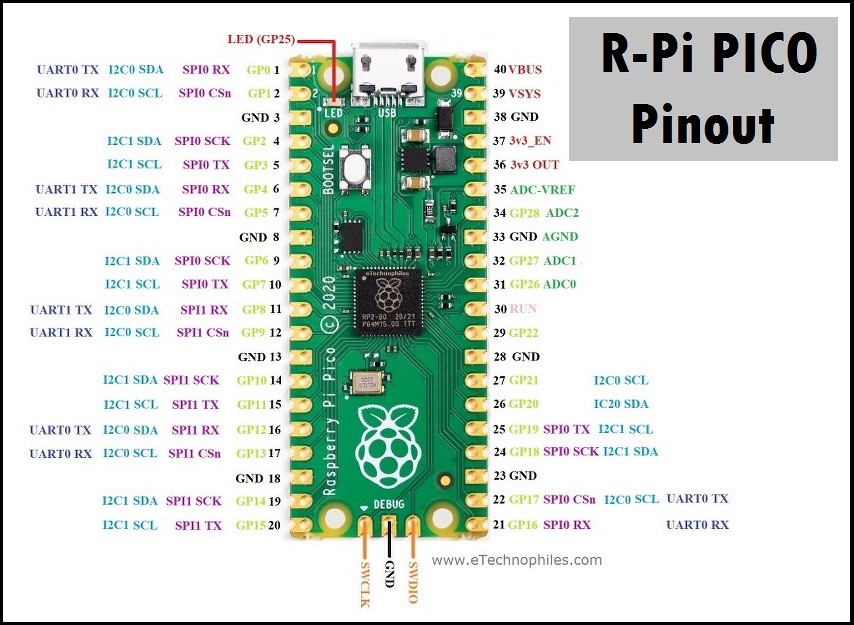 R-Pi PICO
Pinout
LED (GP25)
UART0 TX I2C0 SDA SPI0 RX GP0 1
UART0 RX I2C0 SCL SPI0 CSn GP1 2
GND 3
I2C1 SDA SPI0 SCK GP2 4
I2C1 SCL SPI0 TX GP3 5
UART1 TX I2C0 SDA SPI0 RX GP4 6
UART1 RX I2C0 SCL SPI0 CSn GP5 7
GND 8
I2C1 SDA SPI0 SCK GP6 9
I2C1 SCL SPI0 TX GP7 10
UART1 TX I2C0 SDA SPI1 RX GP8 11
UART1 RX I2C0 SCL SPI1 CSn GP9 12
GND 13
I2C1 SDA SPI1 SCK GP10 14
I2C1 SCL SPI1 TX GP11 15
UART0 TX I2C0 SDA SPI1 RX GP12 16
UART0 RX I2C0 SCL SPI1 CSn GP13 17
GND 18
I2C1 SDA SPI1 SCK GP14 19
I2C1 SCL SPI1 TX GP15 20
1
2
39
LED
USB
BOOTSEL
eTechnophiles
RP2-B0 20/21
P64M15.00 TTT
Raspberry Pi Pico © 2020
DEBUG
SWCLK
GND
SWDIO
40 VBUS
39 VSYS
38 GND
37 3v3_EN
36 3v3 OUT
35 ADC-VREF
34 GP28 ADC2
33 GND AGND
32 GP27 ADC1
31 GP26 ADC0
30 RUN
29 GP22
28 GND
27 GP21 I2C0 SCL
26 GP20 IC20 SDA
25 GP19 SPI0 TX I2C1 SCL
24 GP18 SPI0 SCK I2C1 SDA
23 GND
22 GP17 SPI0 CSn I2C0 SCL UART0 TX
21 GP16 SPI0 RX UART0 RX
www.eTechnophiles.com